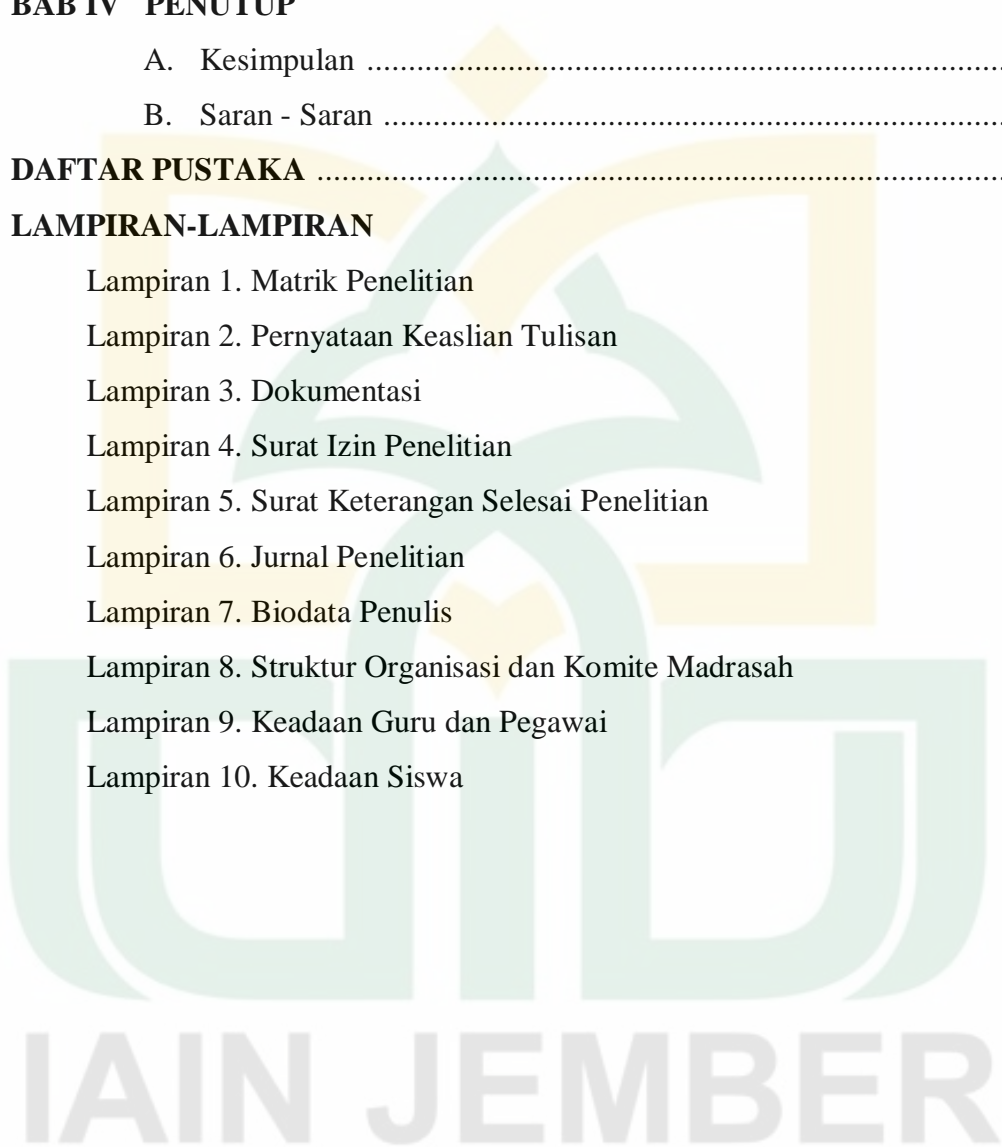 BAB IV PENUTUP
A. Kesimpulan ..............................................................................
B. Saran - Saran ............................................................................
DAFTAR PUSTAKA ....................................................................................
LAMPIRAN-LAMPIRAN
Lampiran 1. Matrik Penelitian
Lampiran 2. Pernyataan Keaslian Tulisan
Lampiran 3. Dokumentasi
Lampiran 4. Surat Izin Penelitian
Lampiran 5. Surat Keterangan Selesai Penelitian
Lampiran 6. Jurnal Penelitian
Lampiran 7. Biodata Penulis
Lampiran 8. Struktur Organisasi dan Komite Madrasah
Lampiran 9. Keadaan Guru dan Pegawai
Lampiran 10. Keadaan Siswa
IAIN JEMBER